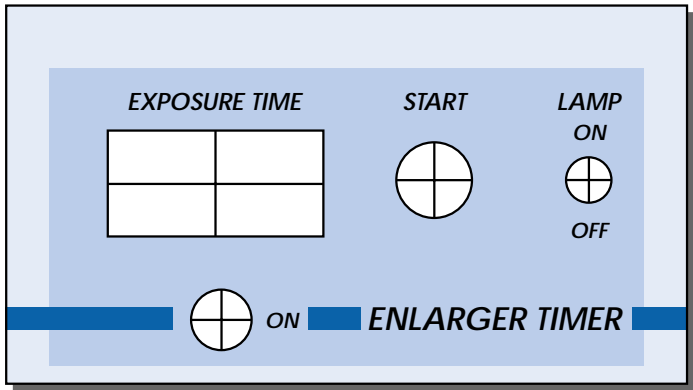 EXPOSURE TIME
START
LAMP
ON
OFF
ON
ENLARGER TIMER